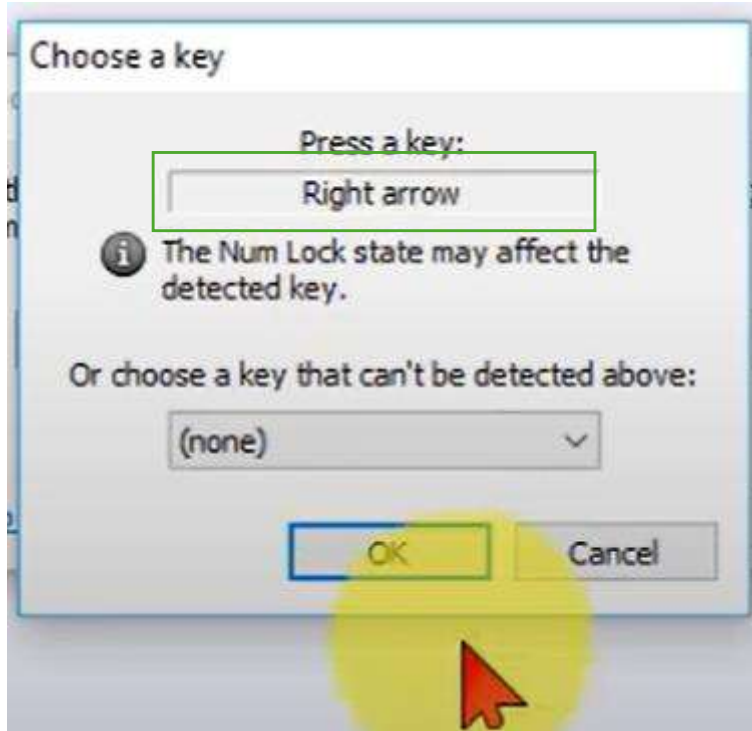 Choose a key
Press a key:
Right arrow
The Num Lock state may affect the
detected key.
Or choose a key that can't be detected above:
(none)
OK
Cancel